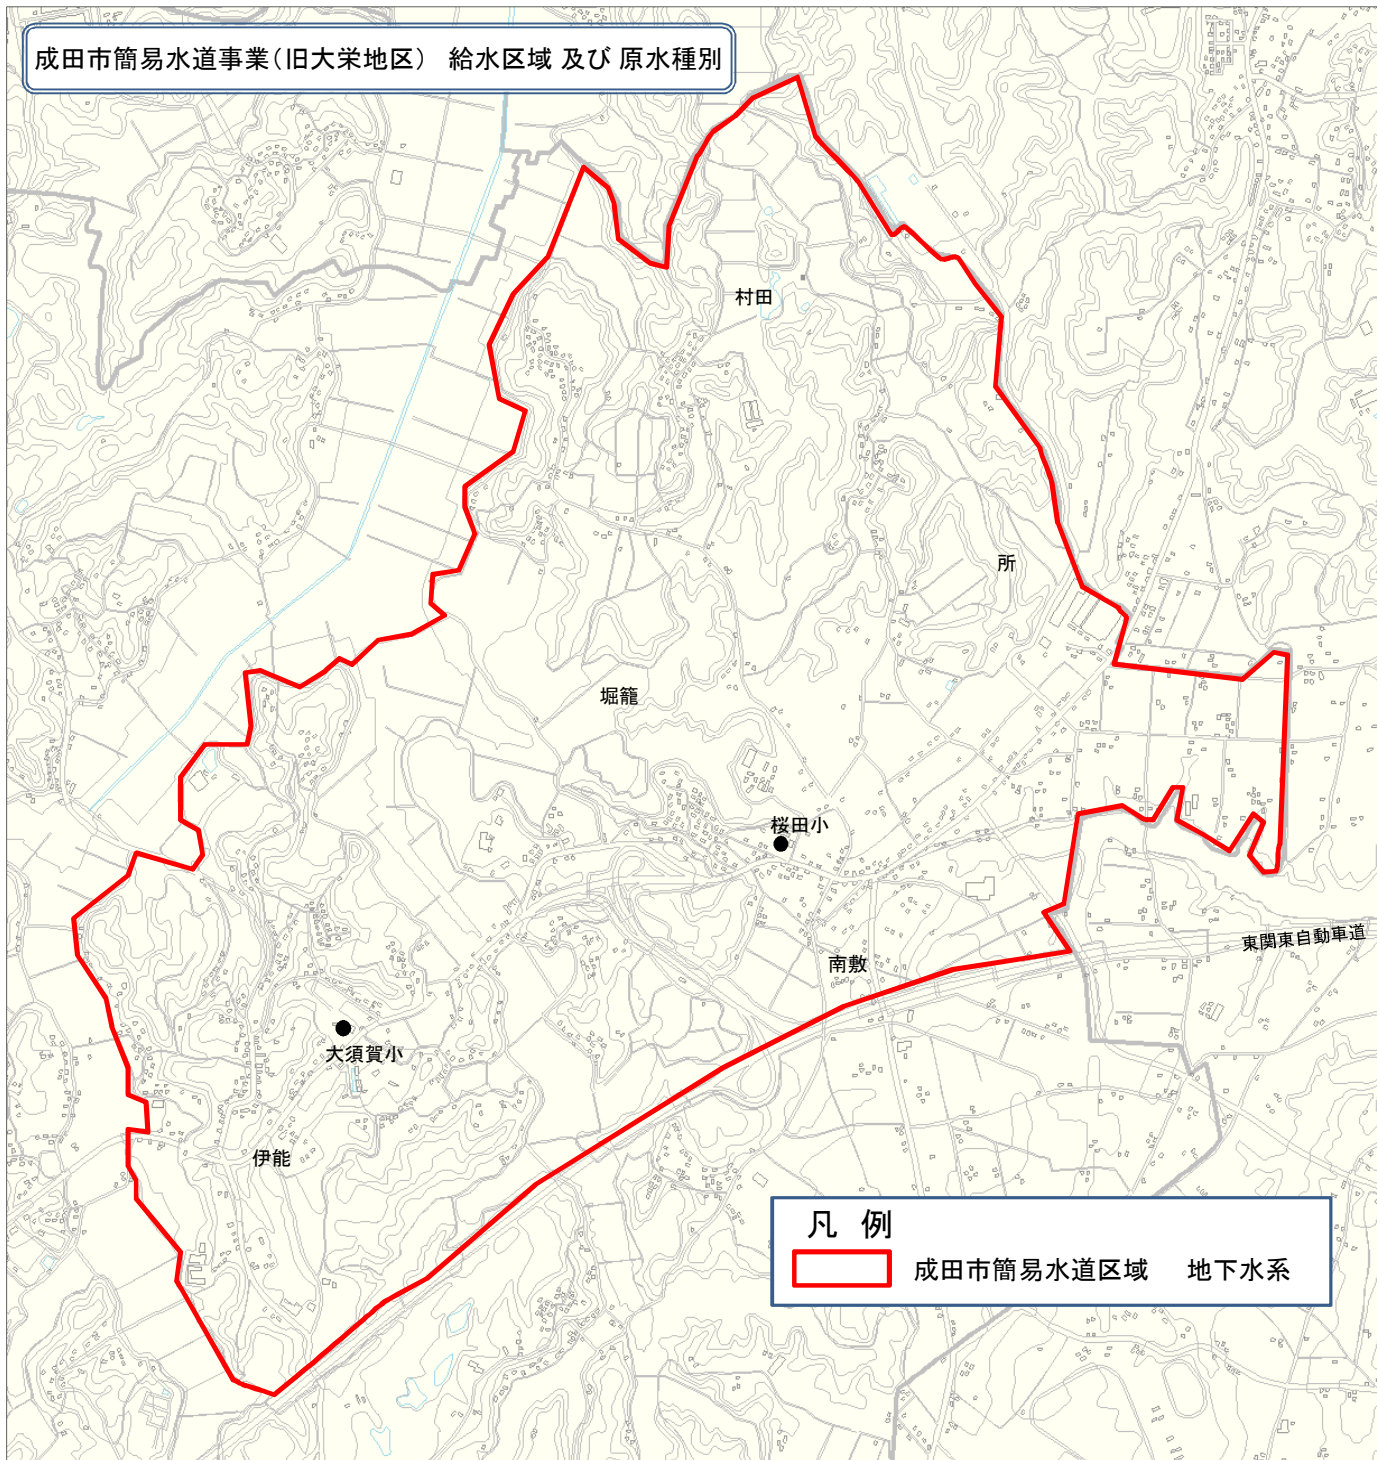 成田市簡易水道事業(旧大栄地区) 給水区域 及び 原水種別
村田
所
堀籠
桜田小
南敷
東関東自動車道
大須賀小
伊能
凡 例
成田市簡易水道区域 地下水系